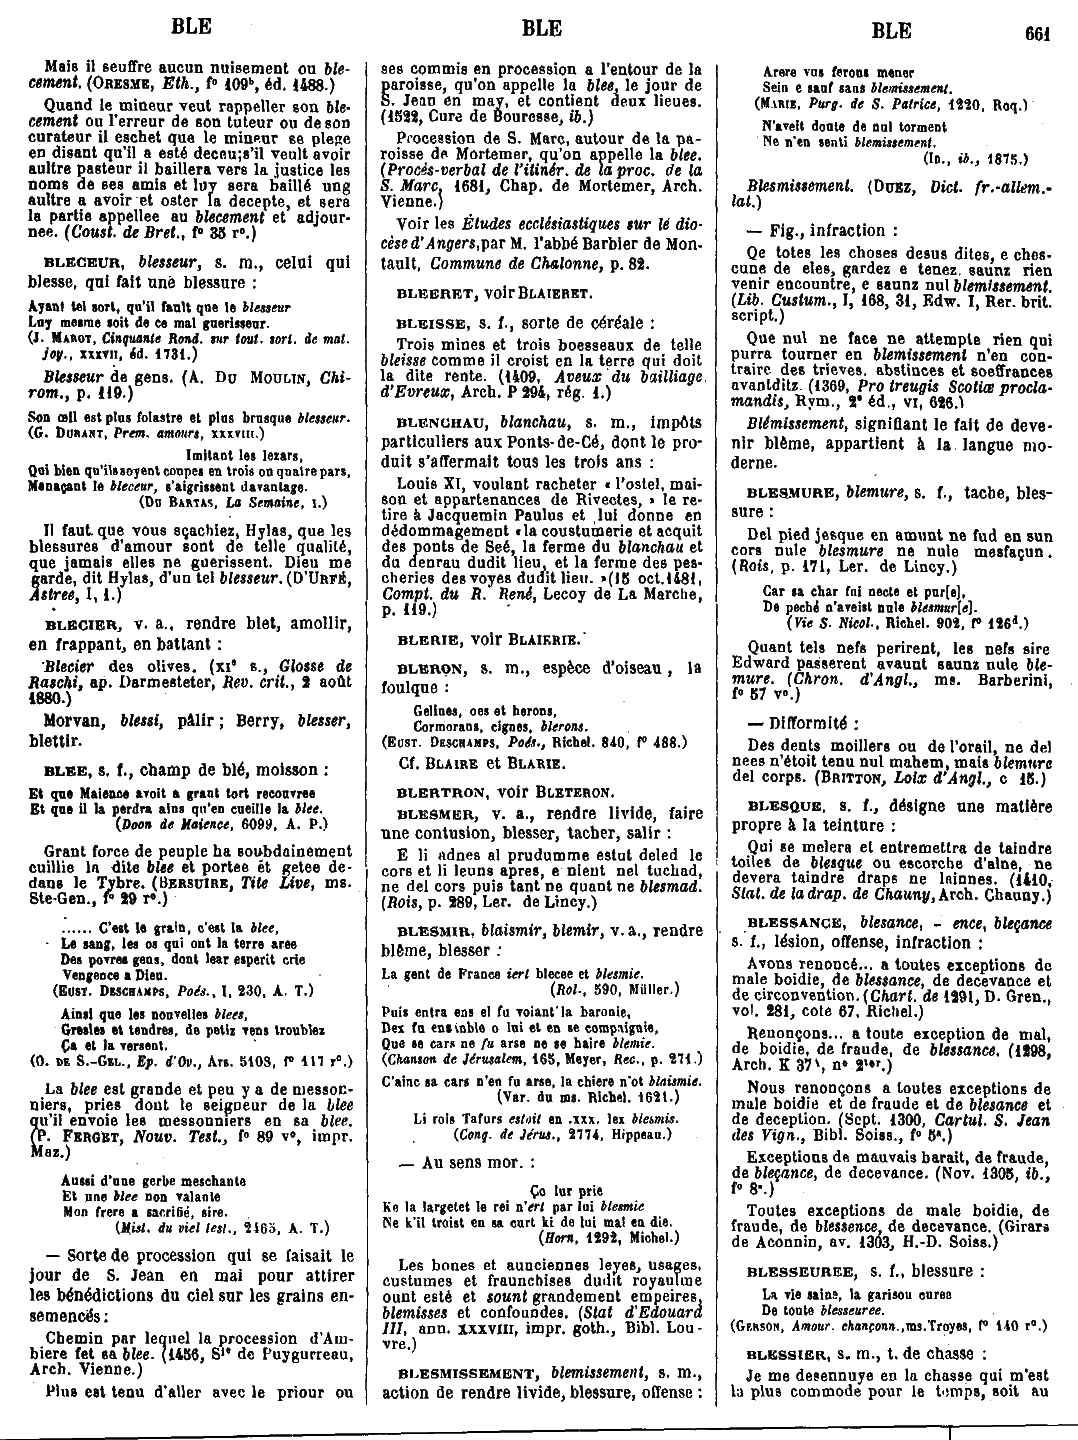 BLE
BLE
BLE
661
Mais il seuffre aucun nuisement ou ble-
cement. (ORESME, Eth., f° 109ᵇ, éd. 1488.)
Quand le mineur veut rappeller son ble-
cement ou l'erreur de son tuteur ou de son
curateur il eschet que le mineur se plege
en disant qu'il a esté deceu; s'il veult avoir
aultre pasteur il baillera vers la justice les
noms de ses amis et luy sera baillé ung
aultre a avoir et oster la decepte, et sera
la partie appellee au blecement et adjour-
nee. (Coust. de Bret., f° 35 r°.)
BLECEUR, blesseur, s. m., celui qui
blesse, qui fait une blessure :
Ayant tel sort, qu'il fault que le blesseur
Luy mesme soit de ce mal guerisseur.
(J. MAROT, Cinquante Rond. sur tout. sort. de mat.
joy., XXXVII, éd. 1731.)
Blesseur de gens. (A. DU MOULIN, Chi-
rom., p. 119.)
Son œil est plus folastre et plus brusque blesseur.
(G. DURANT, Prem. amours, XXXVIII.)
Imitant les lezars,
Qui bien qu'ils soyent coupes en trois ou quatre pars,
Menaçant le bleceur, s'aigrissent davantage.
(DU BARTAS, La Semaine, I.)
Il faut que vous sçachiez, Hylas, que les
blessures d'amour sont de telle qualité,
que jamais elles ne guerissent. Dieu me
garde, dit Hylas, d'un tel blesseur. (D'URFÉ,
Astree, I, 1.)
BLECIER, v. a., rendre blet, amollir,
en frappant, en battant :
Blecier des olives. (XIᵉ s., Glosse de
Raschi, ap. Darmesteter, Rev. crit., 2 août
1880.)
Morvan, blessi, pâlir ; Berry, blesser,
blettir.
BLEE, s. f., champ de blé, moisson :
Et que Maience avoit a grant tort recouvree
Et que il la perdra ains qu'en cueille la blee.
(Doon de Maience, 6099, A. P.)
Grant force de peuple ha soubdainement
cuillie la dite blee et portee et getee de-
dans le Tybre. (BERSUIRE, Tite Live, ms.
Ste-Gen., f° 29 r°.)
...... C'est le grain, c'est la blee,
Le sang, les os qui ont la terre aree
Des povres gens, dont lear esperit crie
Vengence a Dieu.
(EUST. DESCHAMPS, Poés., I, 230, A. T.)
Ainsi que les nouvelles blees,
Gresles et tendres, de petiz vens troublez
Ça et la versent.
(O. DE S.-GEL., Ep. d'Ov., Ars. 5103, f° 117 r°.)
La blee est grande et peu y a de messon-
niers, pries dont le seigneur de la blee
qu'il envoie les messonniers en sa blee.
(P. FERGET, Nouv. Test., f° 89 v°, impr.
Maz.)
Aussi d'une gerbe meschante
Et une blee non valante
Mon frere a sacrifié, sire.
(Mist. du viel test., 2465, A. T.)
— Sorte de procession qui se faisait le
jour de S. Jean en mai pour attirer
les bénédictions du ciel sur les grains en-
semencés :
Chemin par lequel la procession d'Am-
biere fet sa blee. (1456, Sᵗᵉ de Puygurreau,
Arch. Vienne.)
Plus est tenu d'aller avec le priour ou
ses commis en procession a l'entour de la
paroisse, qu'on appelle la blee, le jour de
S. Jean en may, et contient deux lieues.
(1522, Cure de Bouresse, ib.)
Procession de S. Marc, autour de la pa-
roisse de Mortemer, qu'on appelle la blee.
(Procès-verbal de l'itinér. de la proc. de la
S. Marc, 1681, Chap. de Mortemer, Arch.
Vienne.)
Voir les Études ecclésiastiques sur le dio-
cèse d'Angers, par M. l'abbé Barbier de Mon-
tault, Commune de Chalonne, p. 82.
BLEERET, voir BLAIERET.
BLEISSE, s. f., sorte de céréale :
Trois mines et trois boesseaux de telle
bleisse comme il croist en la terre qui doit
la dite rente. (1409, Aveux du bailliage
d'Evreux, Arch. P 294, rég. 1.)
BLENCHAU, blanchau, s. m., impôts
particuliers aux Ponts-de-Cé, dont le pro-
duit s'affermait tous les trois ans :
Louis XI, voulant racheter « l'ostel, mai-
son et appartenances de Rivectes, » le re-
tire à Jacquemin Paulus et lui donne en
dédommagement « la coustumerie et acquit
des ponts de Seé, la ferme du blanchau et
du denrau dudit lieu, et la ferme des pes-
cheries des voyes dudit lieu. » (15 oct. 1481,
Compt. du R. René, Lecoy de La Marche,
p. 119.)
BLERIE, voir BLAIERIE.
BLERON, s. m., espèce d'oiseau, la
foulque :
Gelines, oes et herons,
Cormorans, cignes, blerons.
(EUST. DESCHAMPS, Poés., Richel. 840, f° 488.)
Cf. BLAIRE et BLARIE.
BLERTRON, voir BLETERON.
BLESMER, v. a., rendre livide, faire
une contusion, blesser, tacher, salir :
E li adnes al prudumme estut deled le
cors et li leuns apres, e nient nel tuchad,
ne del cors puis tant ne quant ne blesmad.
(Rois, p. 289, Ler. de Lincy.)
BLESMIR, blaismir, blemir, v. a., rendre
blême, blesser :
La gent de France iert blecee et blesmie.
(Rol., 590, Müller.)
Puis entra ens el fu voiant la baronie,
Dex fu ensamble o lui et en se compaignie,
Que se cars ne fu arse ne se haire blemie.
(Chanson de Jérusalem, 165, Meyer, Rec., p. 271.)
C'ainc sa cars n'en fu arse, la chiere n'ot blaismie.
(Var. du ms. Richel. 1621.)
Li rois Tafurs estoit en .XXX. lex blesmis.
(Conq. de Jérus., 2774, Hippeau.)
— Au sens mor. :
Ço lur prie
Ke la largetet le rei n'ert par lui blesmie
Ne k'il troist en sa curt ki de lui mal en die.
(Horn, 1292, Michel.)
Les bones et aunciennes leyes, usages,
custumes et fraunchises dudit royaulme
ount esté et sount grandement empeires,
blemisses et confoundes. (Stat d'Edouard
III, ann. XXXVIII, impr. goth., Bibl. Lou-
vre.)
BLESMISSEMENT, blemissement, s. m.,
action de rendre livide, blessure, offense :
Arere vus ferons mener
Sein e sauf sans blemissement.
(MARIE, Purg. de S. Patrice, 1220, Roq.)
N'aveit doute de nul torment
Ne n'en senti blemissement.
(ID., ib., 1875.)
Blesmissement. (DUEZ, Dict. fr.-allem.-
lat.)
— Fig., infraction :
Qe totes les choses desus dites, e ches-
cune de eles, gardez e tenez saunz rien
venir encountre, e saunz nul blemissement.
(Lib. Custum., I, 168, 31, Edw. I, Rer. brit.
script.)
Que nul ne face ne attempte rien qui
purra tourner en blemissement n'en con-
traire des trieves, abstinces et soeffrances
avantditz. (1369, Pro treugis Scotiæ procla-
mandis, Rym., 2ᵉ éd., VI, 626.)
Blémissement, signifiant le fait de deve-
nir blême, appartient à la langue mo-
derne.
BLESMURE, blemure, s. f., tache, bles-
sure :
Del pied jesque en amunt ne fud en sun
cors nule blesmure ne nule mesfaçun.
(Rois, p. 171, Ler. de Lincy.)
Car sa char fui necte et pur[e],
De peché n'aveist nule blesmur[e].
(Vie S. Nicol., Richel. 902, f° 126ᵈ.)
Quant tels nefs perirent, les nefs sire
Edward passerent avaunt saunz nule ble-
mure. (Chron. d'Angl., ms. Barberini,
f° 57 v°.)
— Difformité :
Des dents moillers ou de l'orail, ne del
nees n'étoit tenu nul mahem, mais blemure
del corps. (BRITTON, Loix d'Angl., c 15.)
BLESQUE, s. f., désigne une matière
propre à la teinture :
Qui se melera et entremettra de taindre
toiles de blesque ou escorche d'alne, ne
devera taindre draps ne lainnes. (1410,
Stat. de la drap. de Chauny, Arch. Chauny.)
BLESSANCE, blesance, - ence, bleçance
s. f., lésion, offense, infraction :
Avons renoncé... a toutes exceptions de
male boidie, de blessance, de decevance et
de circonvention. (Chart. de 1291, D. Gren.,
vol. 281, cote 67, Richel.)
Renonçons... a toute exception de mal,
de boidie, de fraude, de blessance. (1298,
Arch. K 37ᵇ, n° 2ᵗᵉʳ.)
Nous renonçons a toutes exceptions de
male boidie et de fraude et de blesance et
de deception. (Sept. 1300, Cartul. S. Jean
des Vign., Bibl. Soiss., f° 5ᵃ.)
Exceptions de mauvais barait, de fraude,
de bleçance, de decevance. (Nov. 1305, ib.,
f° 8ᵃ.)
Toutes exceptions de male boidie, de
fraude, de blessence, de decevance. (Girars
de Aconnin, av. 1303, H.-D. Soiss.)
BLESSEUREE, s. f., blessure :
La vie saine, la garison curee
De toute blesseuree.
(GERSON, Amour. chançonn., ms. Troyes, f° 140 r°.)
BLESSIER, s. m., t. de chasse :
Je me desennuye en la chasse qui m'est
la plus commode pour le temps, soit au